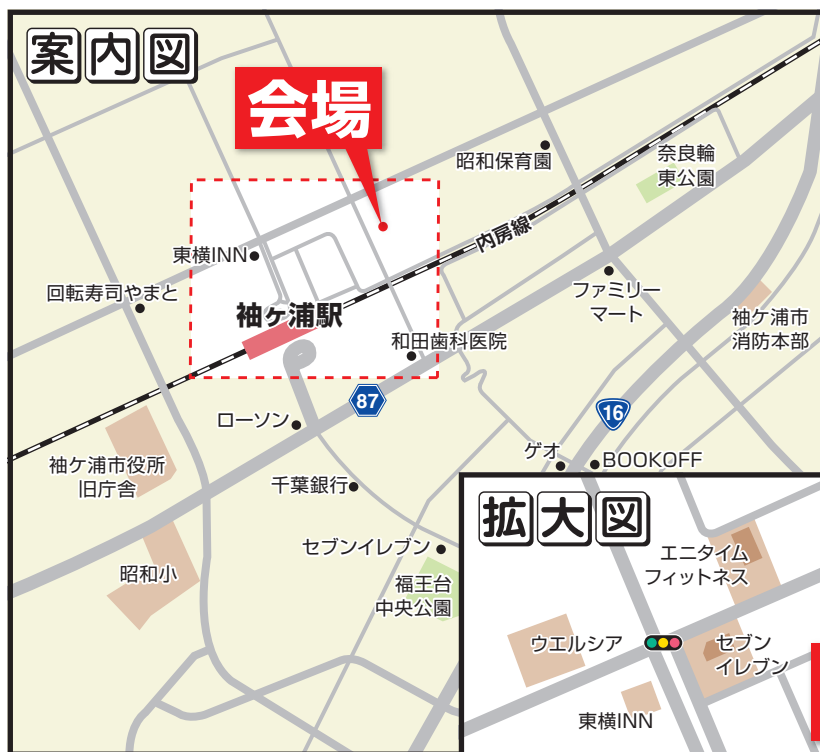 案内図
会場
昭和保育園
奈良輪
東公園
内房線
東横INN
回転寿司やまと
袖ヶ浦駅
ファミリー
マート
袖ケ浦市
消防本部
和田歯科医院
87
16
ローソン
袖ケ浦市役所
旧庁舎
千葉銀行
ゲオ
BOOKOFF
セブンイレブン
昭和小
福王台
中央公園
拡大図
エニタイム
フィットネス
ウエルシア
セブン
イレブン
東横INN